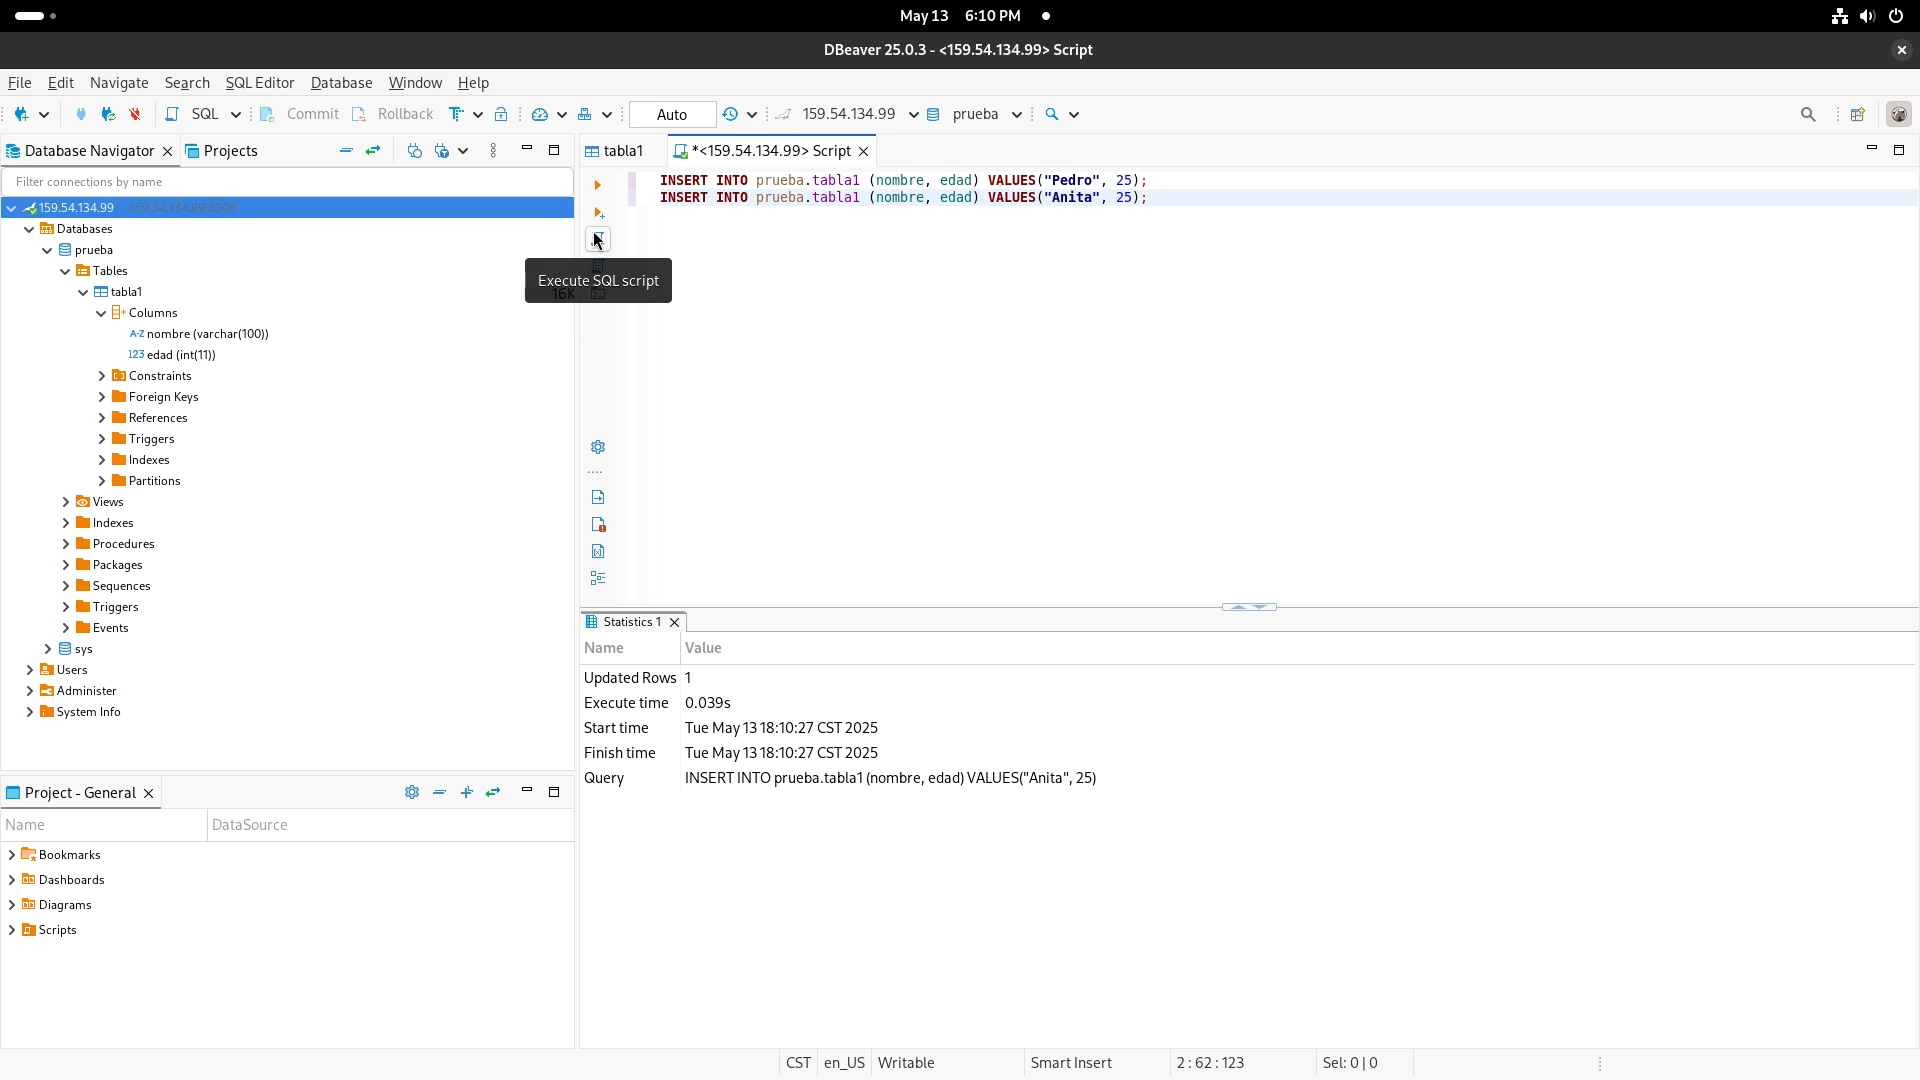 May 13 6:10 PM
DBeaver 25.0.3 - <159.54.134.99> Script
File Edit Navigate Search SQL Editor Database Window Help
SQL Commit Rollback Auto 159.54.134.99 prueba
Database Navigator Projects
tabla1 *<159.54.134.99> Script
Filter connections by name
159.54.134.99 159.54.134.99:3306
Databases
prueba
Tables
tabla1
16K
Columns
nombre (varchar(100))
123 edad (int(11))
Constraints
Foreign Keys
References
Triggers
Indexes
Partitions
Views
Indexes
Procedures
Packages
Sequences
Triggers
Events
sys
Users
Administer
System Info
INSERT INTO prueba.tabla1 (nombre, edad) VALUES("Pedro", 25);
INSERT INTO prueba.tabla1 (nombre, edad) VALUES("Anita", 25);
Execute SQL script
Project - General
Name DataSource
Bookmarks
Dashboards
Diagrams
Scripts
Statistics 1
Name Value
Updated Rows 1
Execute time 0.039s
Start time Tue May 13 18:10:27 CST 2025
Finish time Tue May 13 18:10:27 CST 2025
Query INSERT INTO prueba.tabla1 (nombre, edad) VALUES("Anita", 25)
CST en_US Writable Smart Insert 2 : 62 : 123 Sel: 0 | 0